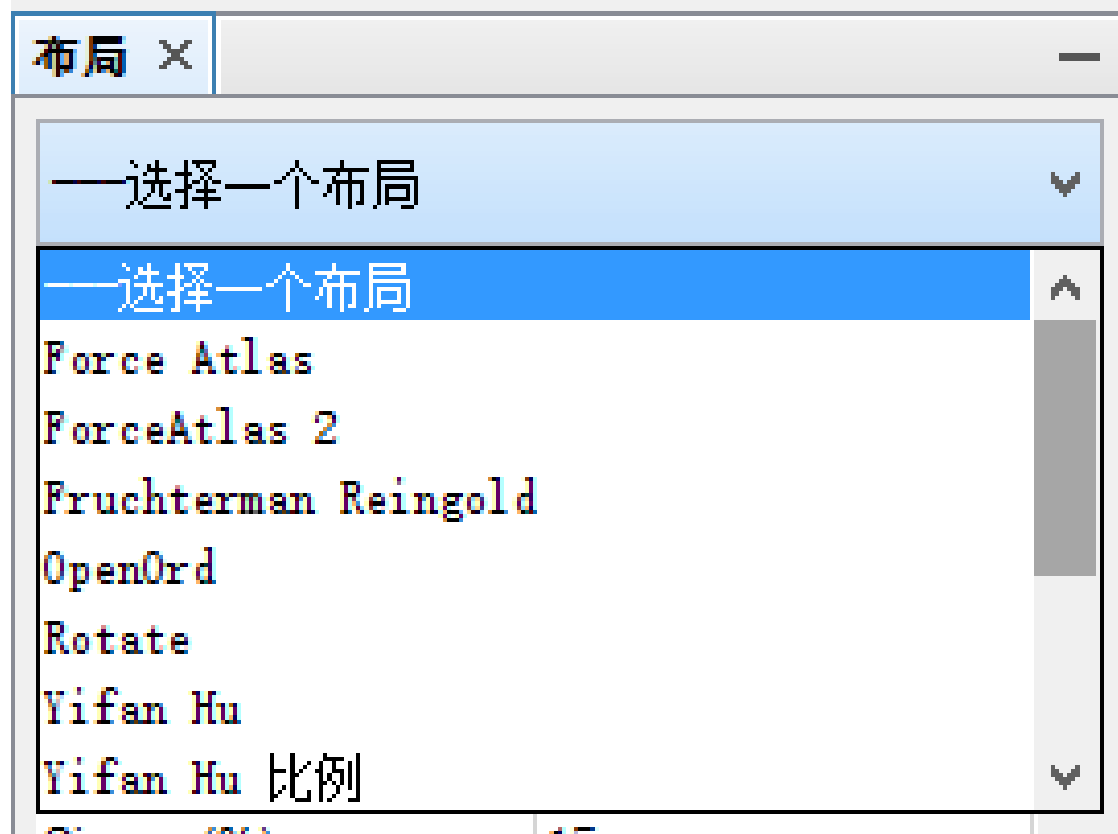 布局
---选择一个布局
---选择一个布局
Force Atlas
ForceAtlas 2
Fruchterman Reingold
OpenOrd
Rotate
Yifan Hu
Yifan Hu 比例